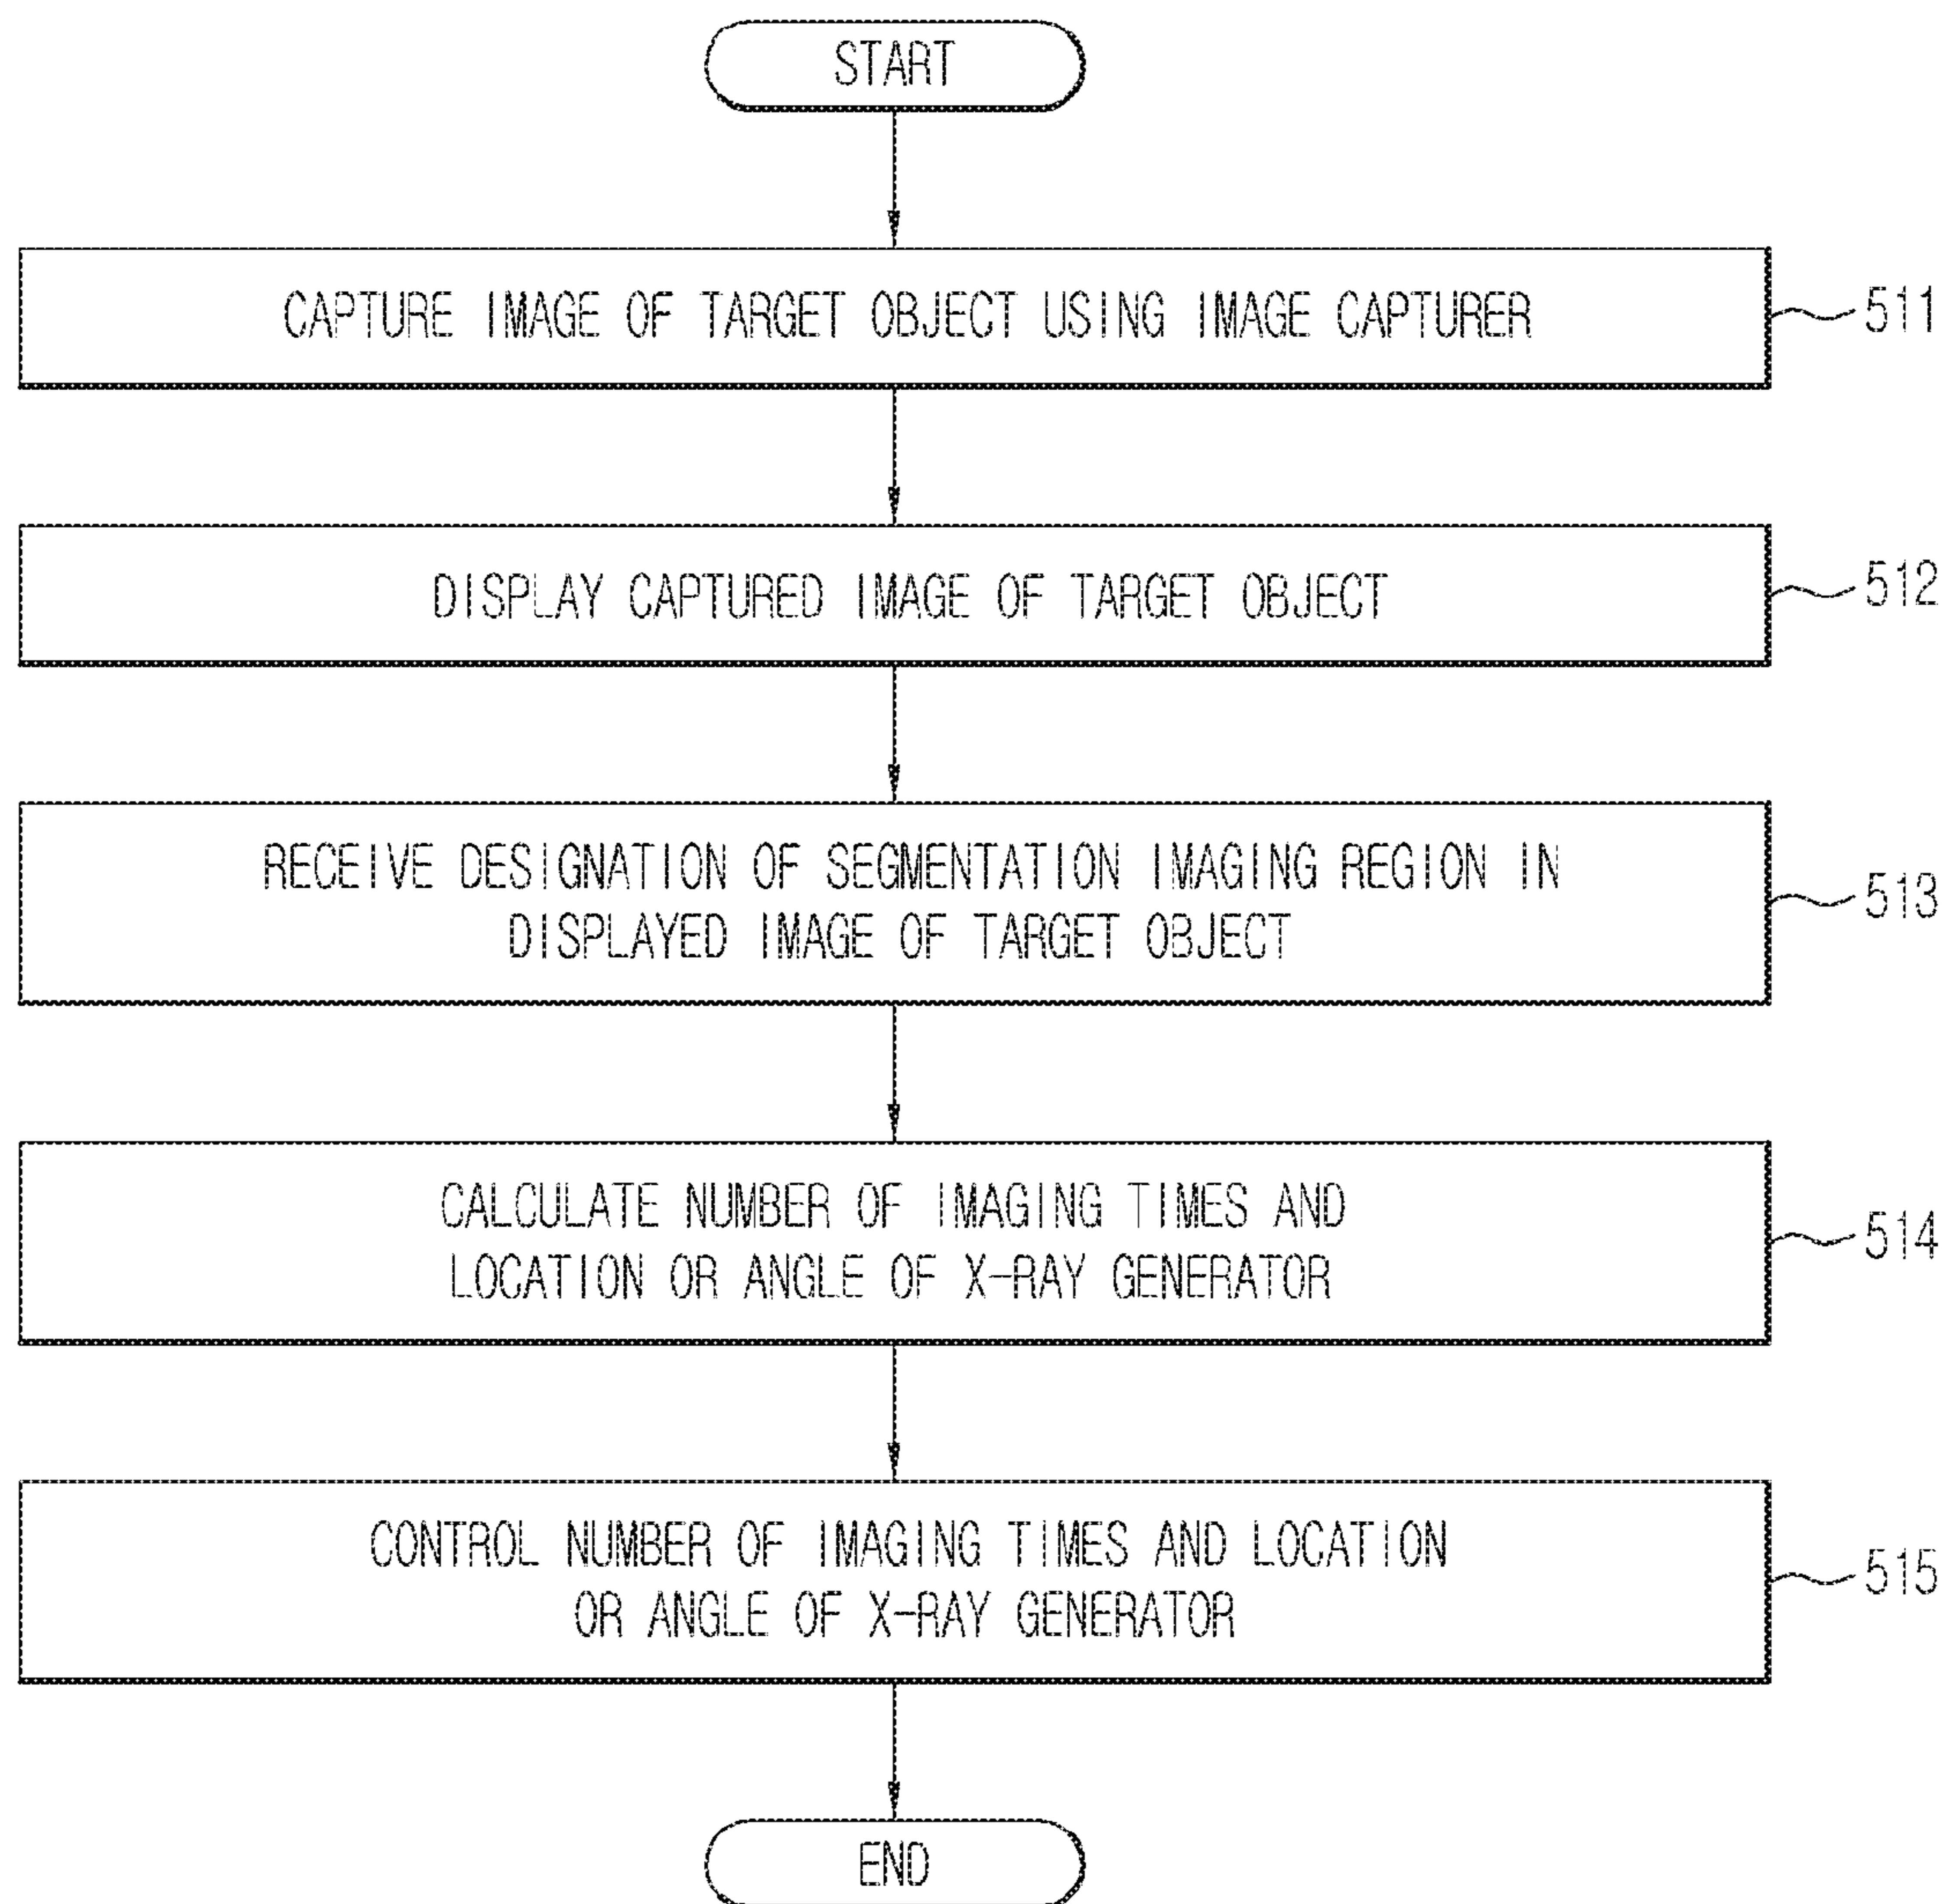 START
CAPTURE IMAGE OF TARGET OBJECT USING IMAGE CAPTURER
511
DISPLAY CAPTURED IMAGE OF TARGET OBJECT
512
RECEIVE DESIGNATION OF SEGMENTATION IMAGING REGION IN
DISPLAYED IMAGE OF TARGET OBJECT
513
CALCULATE NUMBER OF IMAGING TIMES AND
LOCATION OR ANGLE OF X-RAY GENERATOR
514
CONTROL NUMBER OF IMAGING TIMES AND LOCATION
OR ANGLE OF X-RAY GENERATOR
515
END